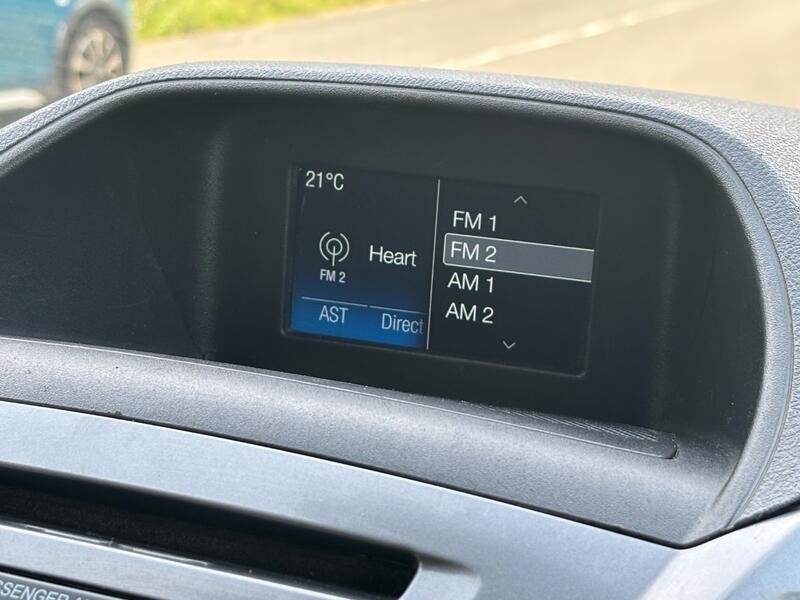 21°C
FM 2
Heart
AST
Direct
FM 1
FM 2
AM 1
AM 2